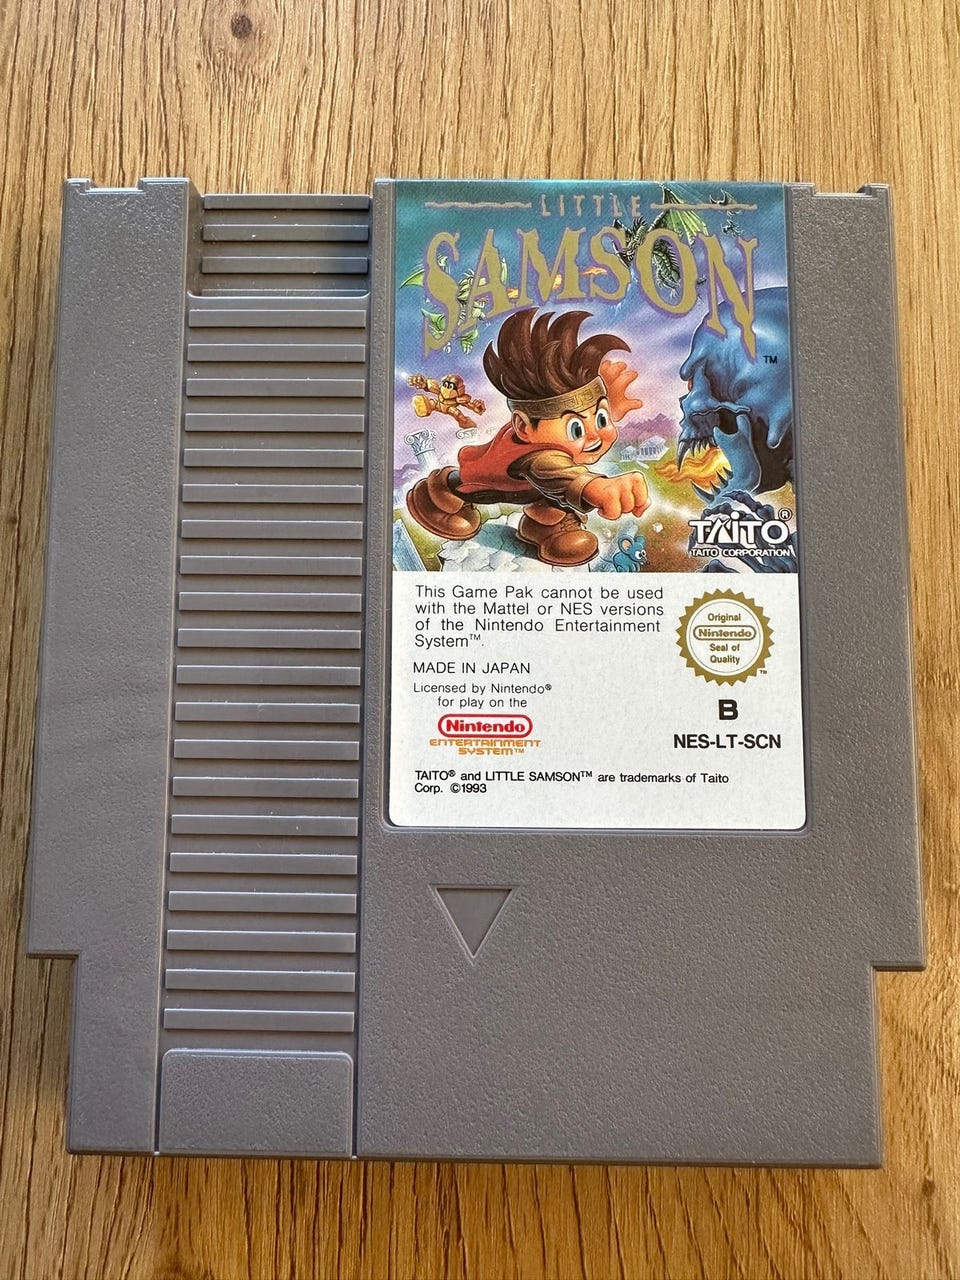 LITTLE
SAMSON
TM
TAITO®
TAITO CORPORATION
This Game Pak cannot be used
with the Mattel or NES versions
of the Nintendo Entertainment
System™.
MADE IN JAPAN
Licensed by Nintendo®
for play on the
Nintendo
ENTERTAINMENT
SYSTEM™
Original
Nintendo
Seal of
Quality
TM
B
NES-LT-SCN
TAITO® and LITTLE SAMSON™ are trademarks of Taito
Corp. ©1993